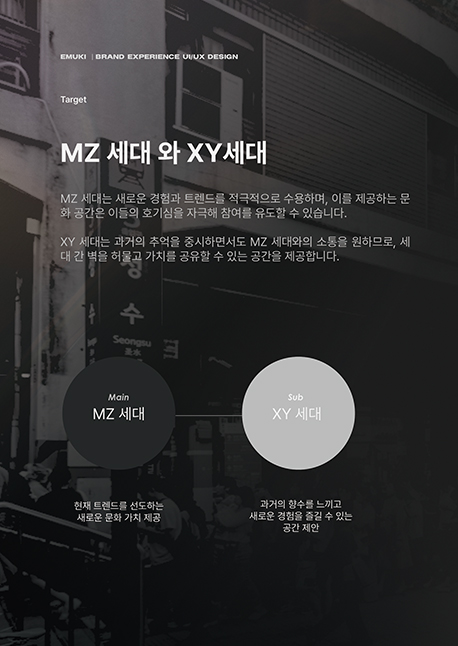 EMUKI | BRAND EXPERIENCE UI/UX DESIGN
Target
MZ 세대 와 XY세대
MZ 세대는 새로운 경험과 트렌드를 적극적으로 수용하며, 이를 제공하는 문
화 공간은 이들의 호기심을 자극해 참여를 유도할 수 있습니다.
XY 세대는 과거의 추억을 중시하면서도 MZ 세대와의 소통을 원하므로, 세
대 간 벽을 허물고 가치를 공유할 수 있는 공간을 제공합니다.
수
Seongsu
Main
MZ 세대
Sub
XY 세대
현재 트렌드를 선도하는
새로운 문화 가치 제공
과거의 향수를 느끼고
새로운 경험을 즐길 수 있는
공간 제안